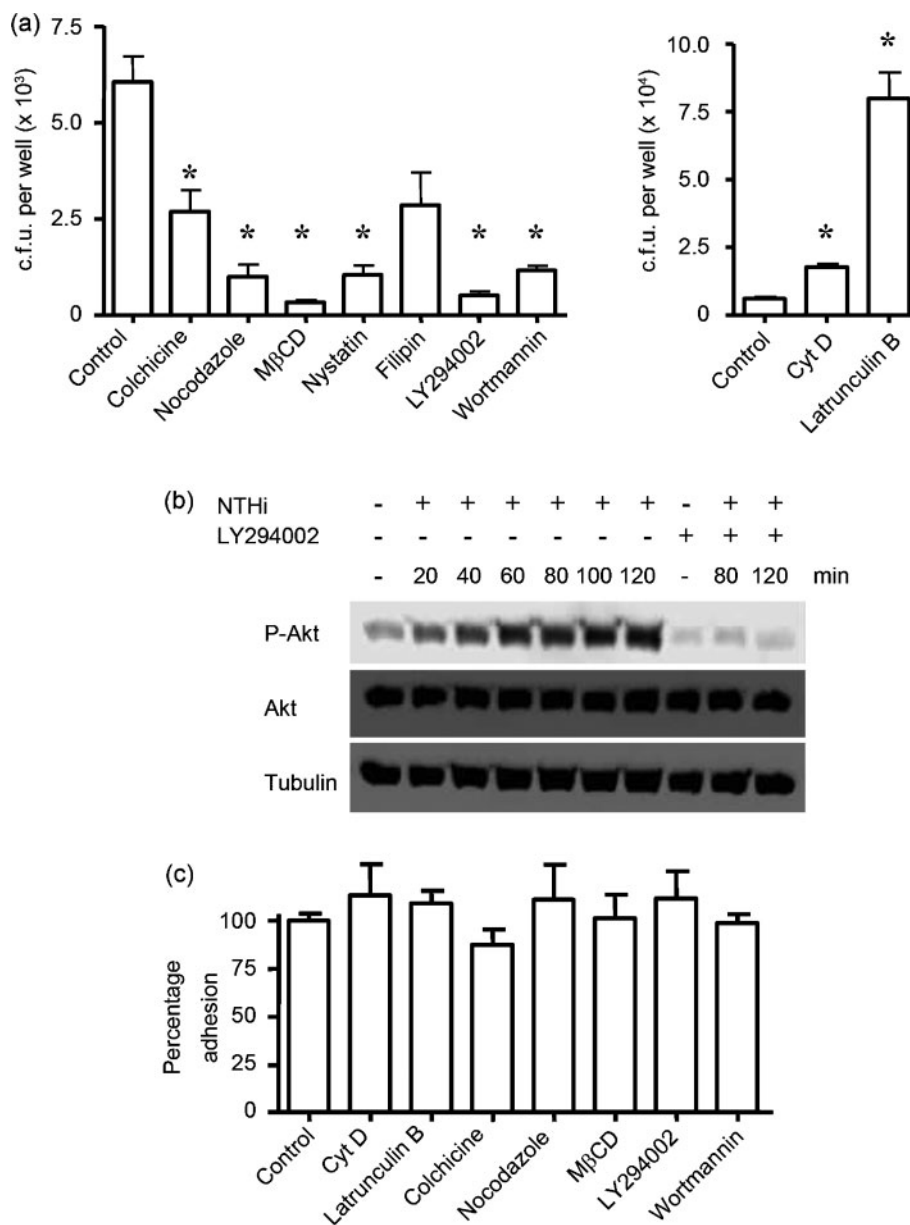 (a)
7.5
5.0
2.5
0
c.f.u. per well (x 10³)
* * * * * *
Control
Colchicine
Nocodazole
MβCD
Nystatin
Filipin
LY294002
Wortmannin
10.0
7.5
5.0
2.5
0
c.f.u. per well (x 10⁴)
* *
Control
Cyt D
Latrunculin B
(b)
NTHi - + + + + + + - + +
LY294002 - - - - - - - + + +
- 20 40 60 80 100 120 - 80 120 min
P-Akt
Akt
Tubulin
(c)
100
75
50
25
0
Percentage
adhesion
Control
Cyt D
Latrunculin B
Colchicine
Nocodazole
MβCD
LY294002
Wortmannin